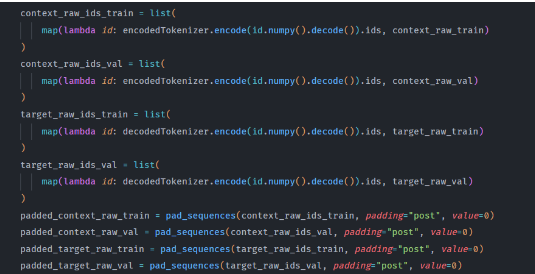 context_raw_ids_train = list(
map(lambda id: encodedTokenizer.encode(id.numpy().decode()).ids, context_raw_train)
)
context_raw_ids_val = list(
map(lambda id: encodedTokenizer.encode(id.numpy().decode()).ids, context_raw_val)
)
target_raw_ids_train = list(
map(lambda id: decodedTokenizer.encode(id.numpy().decode()).ids, target_raw_train)
)
target_raw_ids_val = list(
map(lambda id: decodedTokenizer.encode(id.numpy().decode()).ids, target_raw_val)
)
padded_context_raw_train = pad_sequences(context_raw_ids_train, padding="post", value=0)
padded_context_raw_val = pad_sequences(context_raw_ids_val, padding="post", value=0)
padded_target_raw_train = pad_sequences(target_raw_ids_train, padding="post", value=0)
padded_target_raw_val = pad_sequences(target_raw_ids_val, padding="post", value=0)